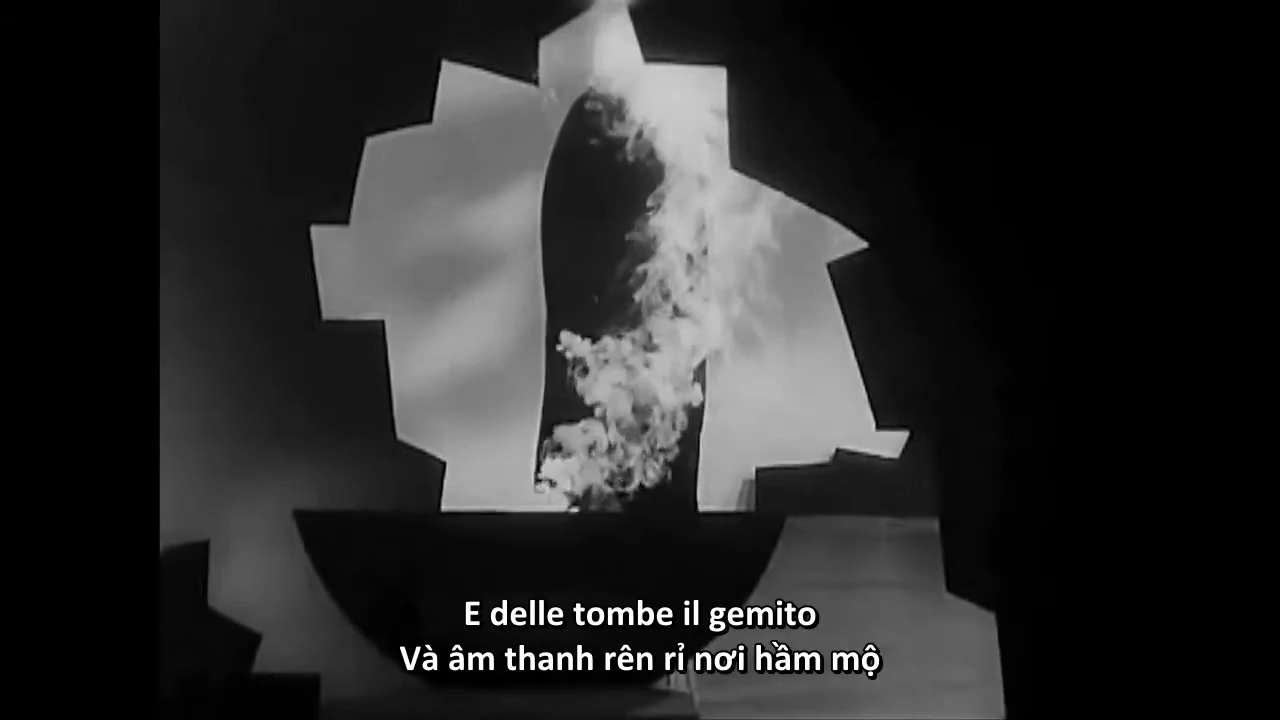 E delle tombe il gemito
Và âm thanh rên rỉ nơi hầm mộ